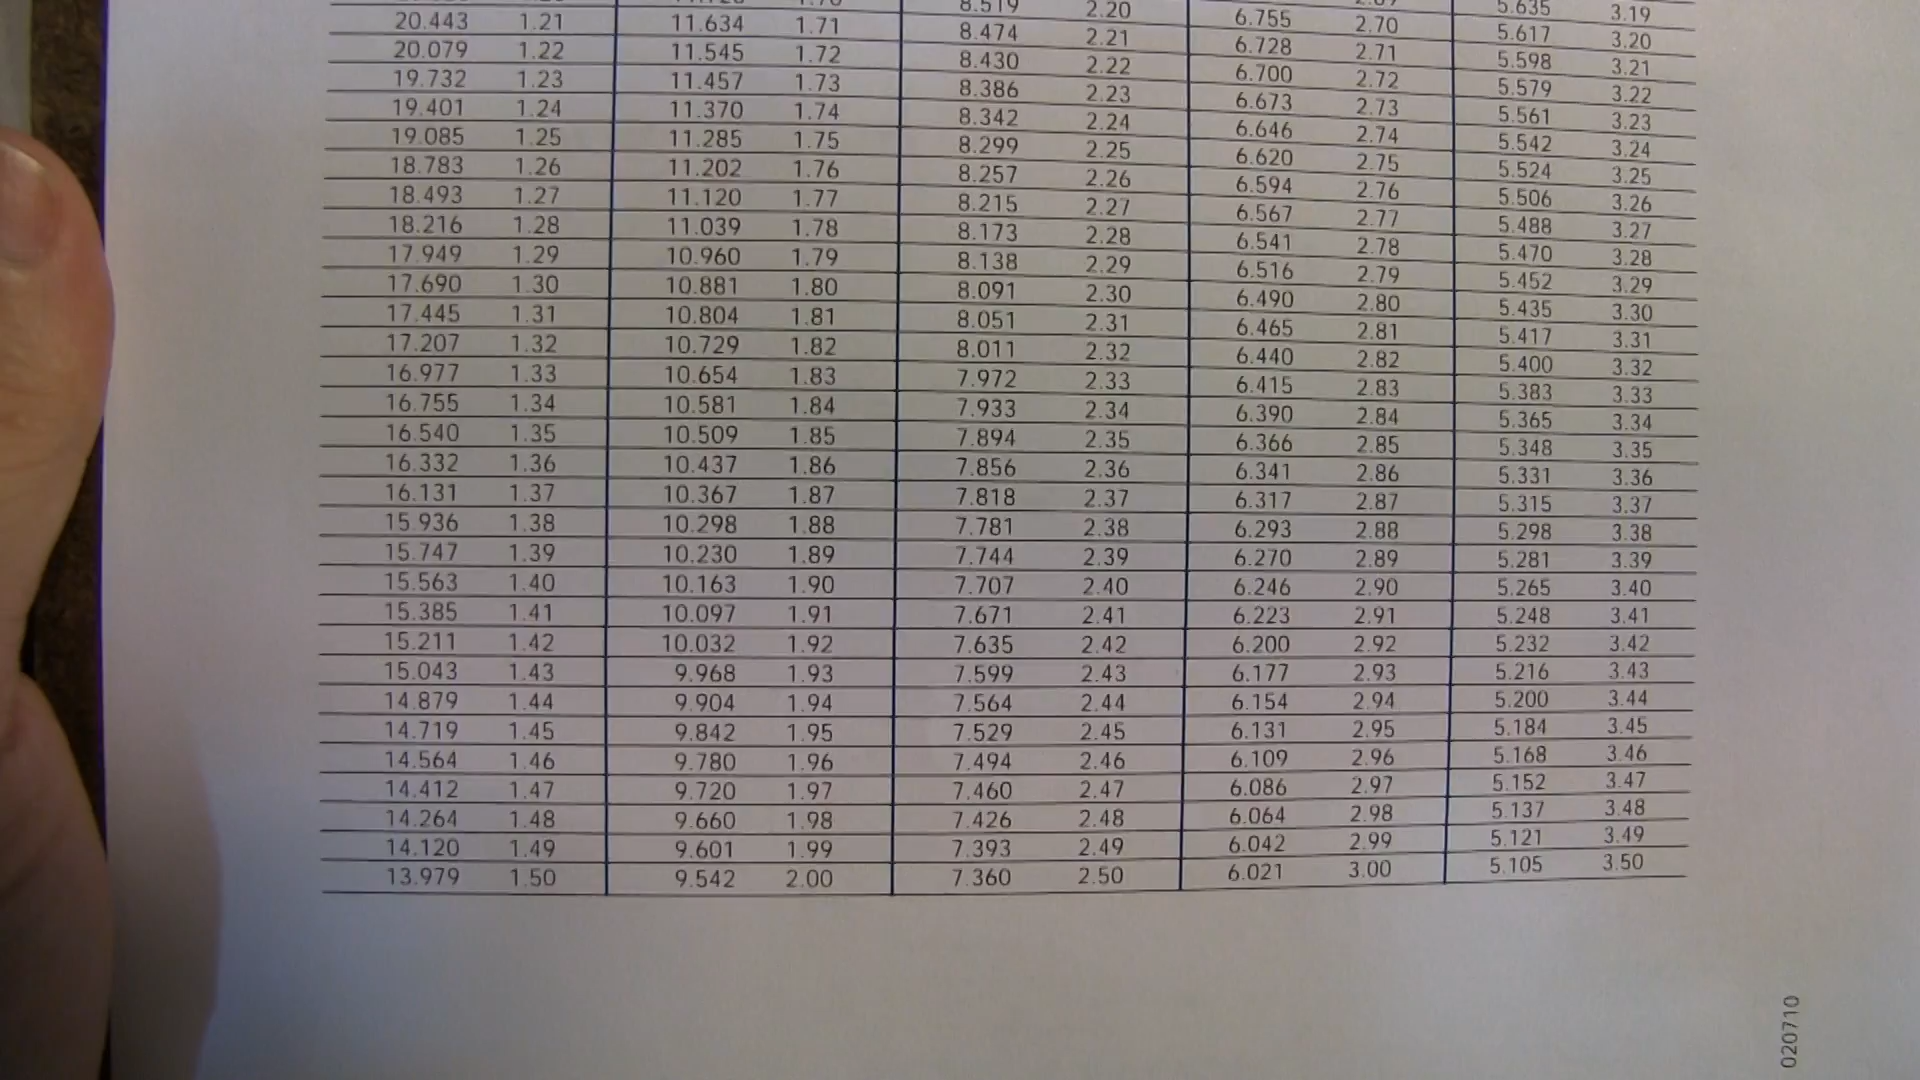 8.519 2.20 5.635 3.19
20.443 1.21 11.634 1.71 8.474 2.21 6.755 2.70 5.617 3.20
20.079 1.22 11.545 1.72 8.430 2.22 6.728 2.71 5.598 3.21
19.732 1.23 11.457 1.73 8.386 2.23 6.700 2.72 5.579 3.22
19.401 1.24 11.370 1.74 8.342 2.24 6.673 2.73 5.561 3.23
19.085 1.25 11.285 1.75 8.299 2.25 6.646 2.74 5.542 3.24
18.783 1.26 11.202 1.76 8.257 2.26 6.620 2.75 5.524 3.25
18.493 1.27 11.120 1.77 8.215 2.27 6.594 2.76 5.506 3.26
18.216 1.28 11.039 1.78 8.173 2.28 6.567 2.77 5.488 3.27
17.949 1.29 10.960 1.79 8.138 2.29 6.541 2.78 5.470 3.28
17.690 1.30 10.881 1.80 8.091 2.30 6.516 2.79 5.452 3.29
17.445 1.31 10.804 1.81 8.051 2.31 6.490 2.80 5.435 3.30
17.207 1.32 10.729 1.82 8.011 2.32 6.465 2.81 5.417 3.31
16.977 1.33 10.654 1.83 7.972 2.33 6.440 2.82 5.400 3.32
16.755 1.34 10.581 1.84 7.933 2.34 6.415 2.83 5.383 3.33
16.540 1.35 10.509 1.85 7.894 2.35 6.390 2.84 5.365 3.34
16.332 1.36 10.437 1.86 7.856 2.36 6.366 2.85 5.348 3.35
16.131 1.37 10.367 1.87 7.818 2.37 6.341 2.86 5.331 3.36
15.936 1.38 10.298 1.88 7.781 2.38 6.317 2.87 5.315 3.37
15.747 1.39 10.230 1.89 7.744 2.39 6.293 2.88 5.298 3.38
15.563 1.40 10.163 1.90 7.707 2.40 6.270 2.89 5.281 3.39
15.385 1.41 10.097 1.91 7.671 2.41 6.246 2.90 5.265 3.40
15.211 1.42 10.032 1.92 7.635 2.42 6.223 2.91 5.248 3.41
15.043 1.43 9.968 1.93 7.599 2.43 6.200 2.92 5.232 3.42
14.879 1.44 9.904 1.94 7.564 2.44 6.177 2.93 5.216 3.43
14.719 1.45 9.842 1.95 7.529 2.45 6.154 2.94 5.200 3.44
14.564 1.46 9.780 1.96 7.494 2.46 6.131 2.95 5.184 3.45
14.412 1.47 9.720 1.97 7.460 2.47 6.109 2.96 5.168 3.46
14.264 1.48 9.660 1.98 7.426 2.48 6.086 2.97 5.152 3.47
14.120 1.49 9.601 1.99 7.393 2.49 6.064 2.98 5.137 3.48
13.979 1.50 9.542 2.00 7.360 2.50 6.042 2.99 5.121 3.49
6.021 3.00 5.105 3.50
020710